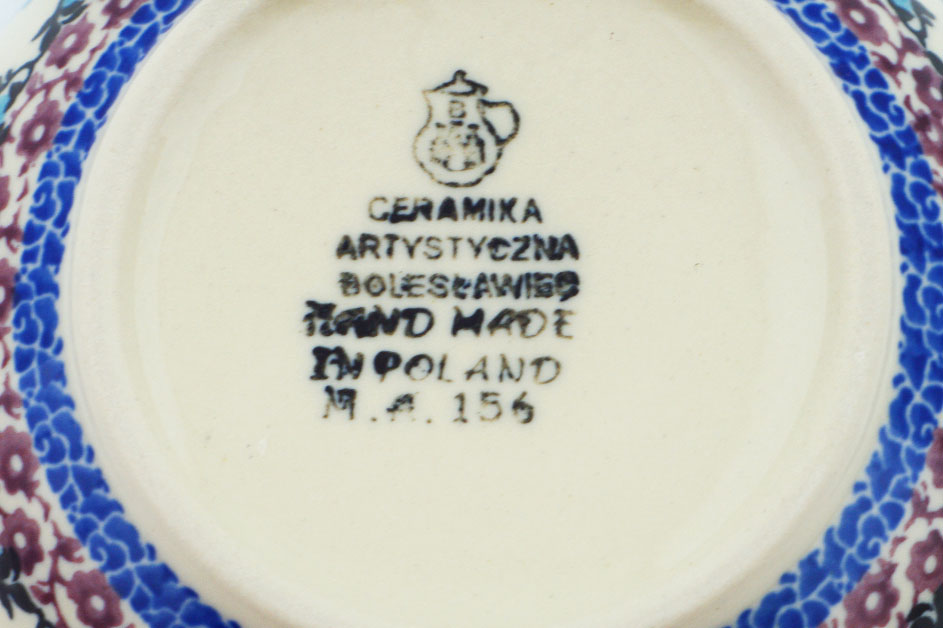 B
CERAMIKA
ARTYSTYCZNA
BOLESŁAWIEC
HAND MADE
IN POLAND
M.A. 156